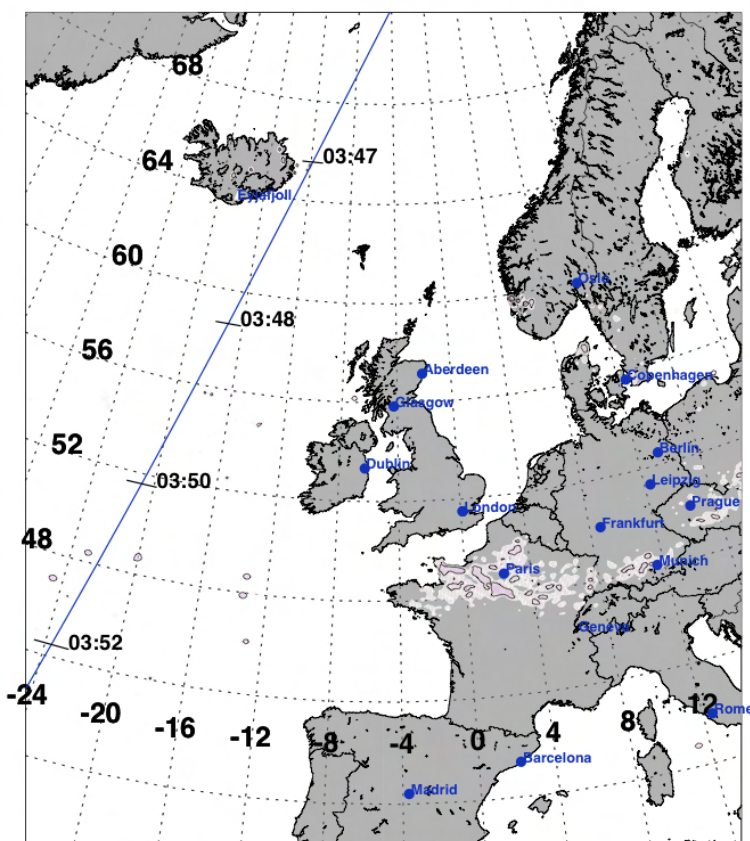 68
64
03:47
Eyjafjoll
60
Oslo
03:48
56
Aberdeen
Copenhagen
Glasgow
52
Berlin
Dublin
03:50
Leipzig
Prague
London
Frankfurt
48
Munich
Paris
Geneva
03:52
-24
-20
12
Rome
-16
-12
-8
-4
0
4
8
Barcelona
Madrid